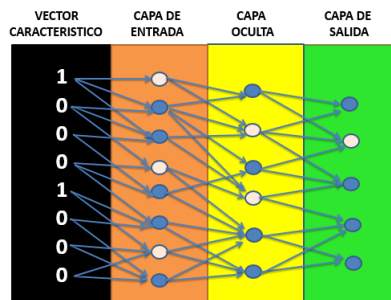 VECTOR
CARACTERISTICO
CAPA DE
ENTRADA
CAPA
OCULTA
CAPA DE
SALIDA
1
0
0
0
1
0
0
0